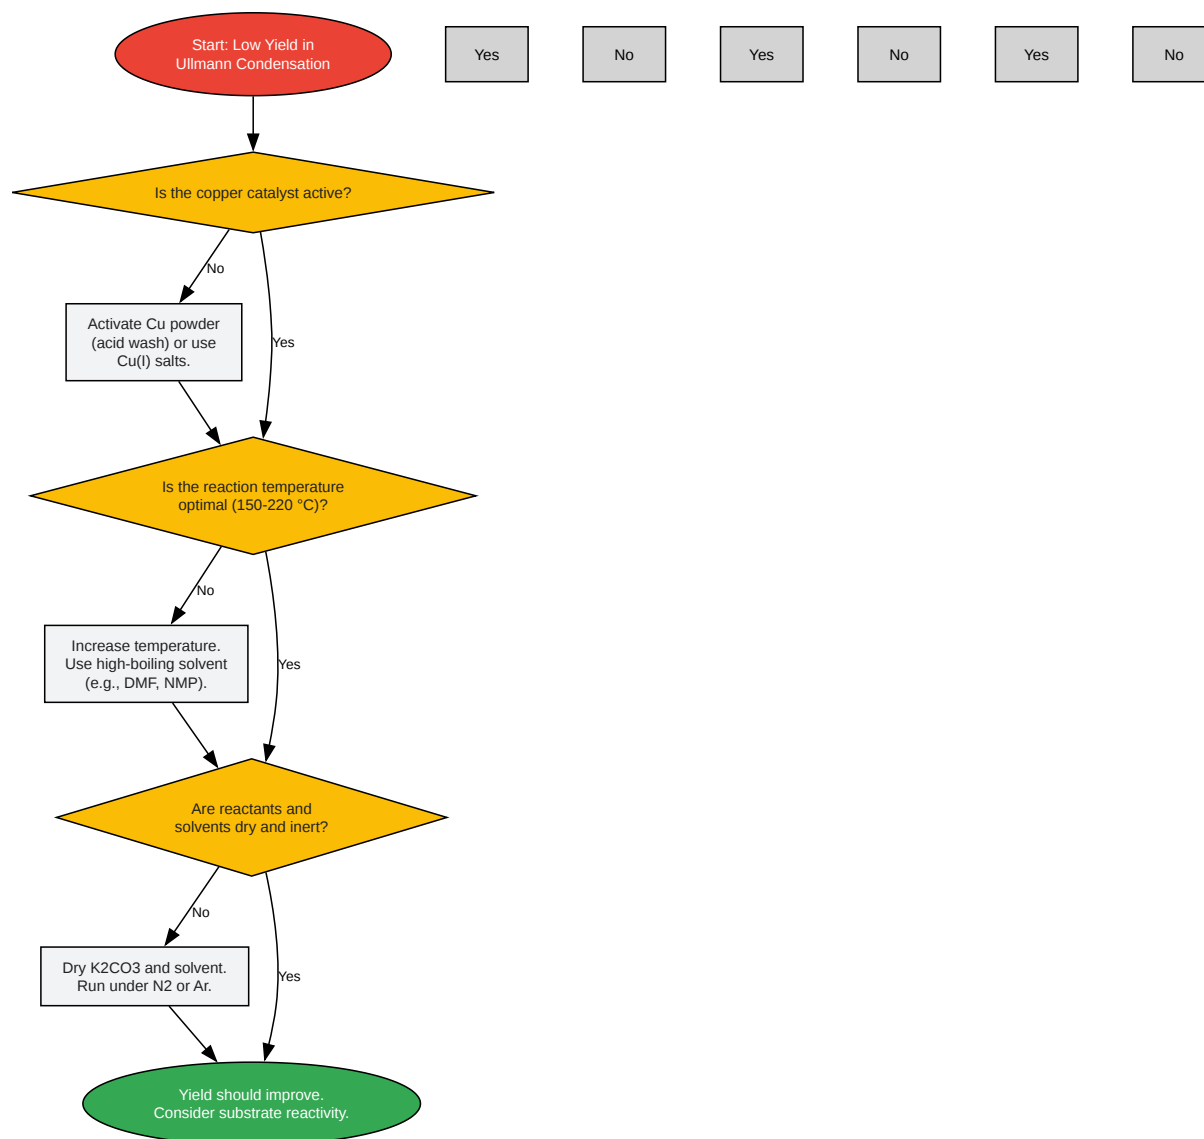 Start: Low Yield in
Ullmann Condensation
Yes
No
Yes
No
Yes
No
Is the copper catalyst active?
No
Activate Cu powder
(acid wash) or use
Cu(I) salts.
Yes
Is the reaction temperature
optimal (150-220 °C)?
No
Increase temperature.
Use high-boiling solvent
(e.g., DMF, NMP).
Yes
Are reactants and
solvents dry and inert?
No
Dry K2CO3 and solvent.
Run under N2 or Ar.
Yes
Yield should improve.
Consider substrate reactivity.